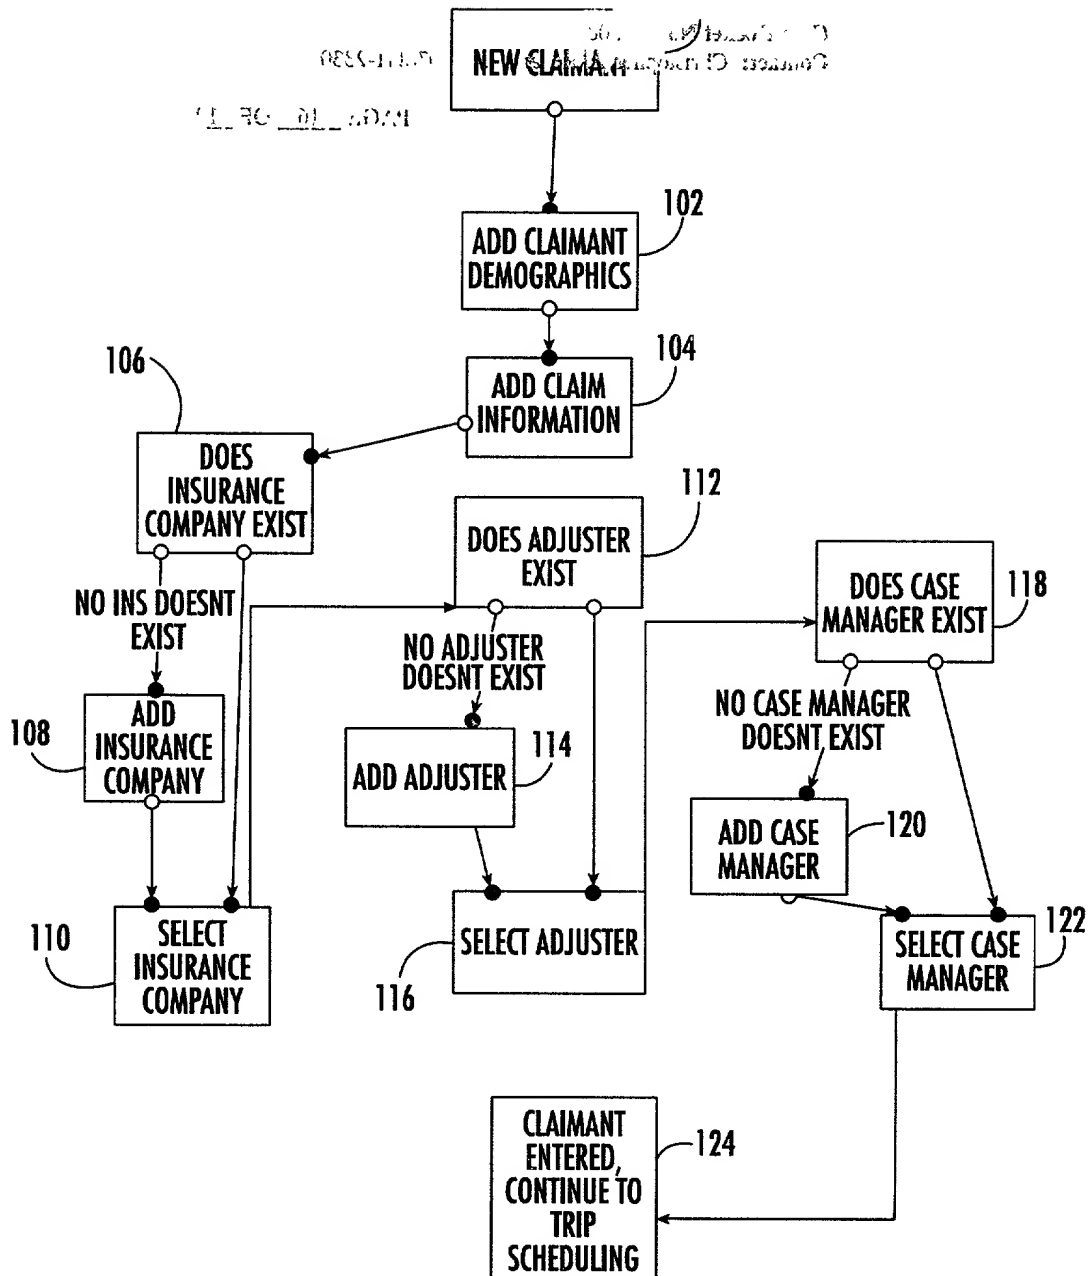 NEW CLAIMANT
102
ADD CLAIMANT
DEMOGRAPHICS
104
ADD CLAIM
INFORMATION
106
DOES
INSURANCE
COMPANY EXIST
NO INS DOESNT
EXIST
108
ADD
INSURANCE
COMPANY
110
SELECT
INSURANCE
COMPANY
112
DOES ADJUSTER
EXIST
NO ADJUSTER
DOESNT EXIST
114
ADD ADJUSTER
116
SELECT ADJUSTER
118
DOES CASE
MANAGER EXIST
NO CASE MANAGER
DOESNT EXIST
120
ADD CASE
MANAGER
122
SELECT CASE
MANAGER
124
CLAIMANT
ENTERED,
CONTINUE TO
TRIP
SCHEDULING